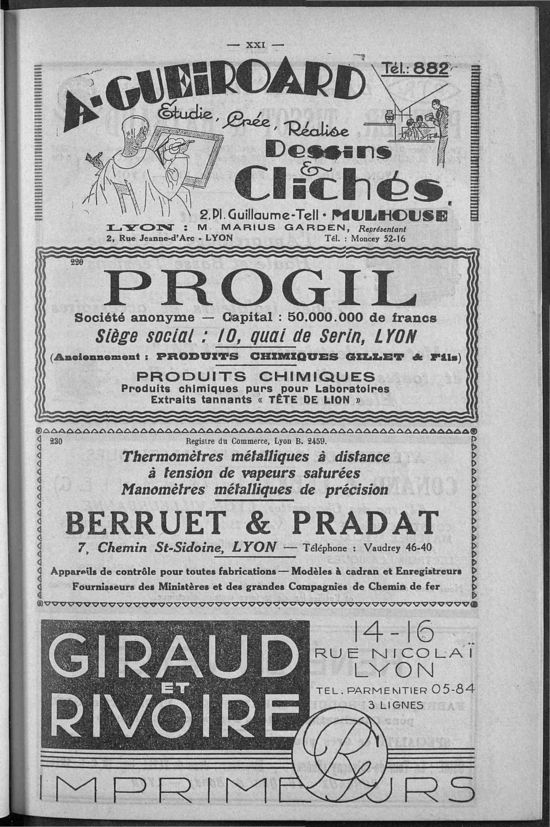 — XXI —
A. GUEIROARD
Tél.: 882
Étudie, Crée, Réalise
Dessins
&
Clichés.
2, Pl. Guillaume-Tell • MULHOUSE
LYON : M. MARIUS GARDEN, Représentant
2, Rue Jeanne-d'Arc - LYON Tél. : Moncey 52-16
220
PROGIL
Société anonyme — Capital : 50.000.000 de francs
Siège social : 10, quai de Serin, LYON
(Anciennement : PRODUITS CHIMIQUES GILLET & Fils)
PRODUITS CHIMIQUES
Produits chimiques purs pour Laboratoires
Extraits tannants « TÊTE DE LION »
230
Registre du Commerce, Lyon B. 2459.
Thermomètres métalliques à distance
à tension de vapeurs saturées
Manomètres métalliques de précision
BERRUET & PRADAT
7, Chemin St-Sidoine, LYON — Téléphone : Vaudrey 46-40
Appareils de contrôle pour toutes fabrications — Modèles à cadran et Enregistreurs
Fournisseurs des Ministères et des grandes Compagnies de Chemin de fer
GIRAUD
ET
RIVOIRE
14-16
RUE NICOLAÏ
LYON
TEL. PARMENTIER 05-84
3 LIGNES
IMPRIMEURS